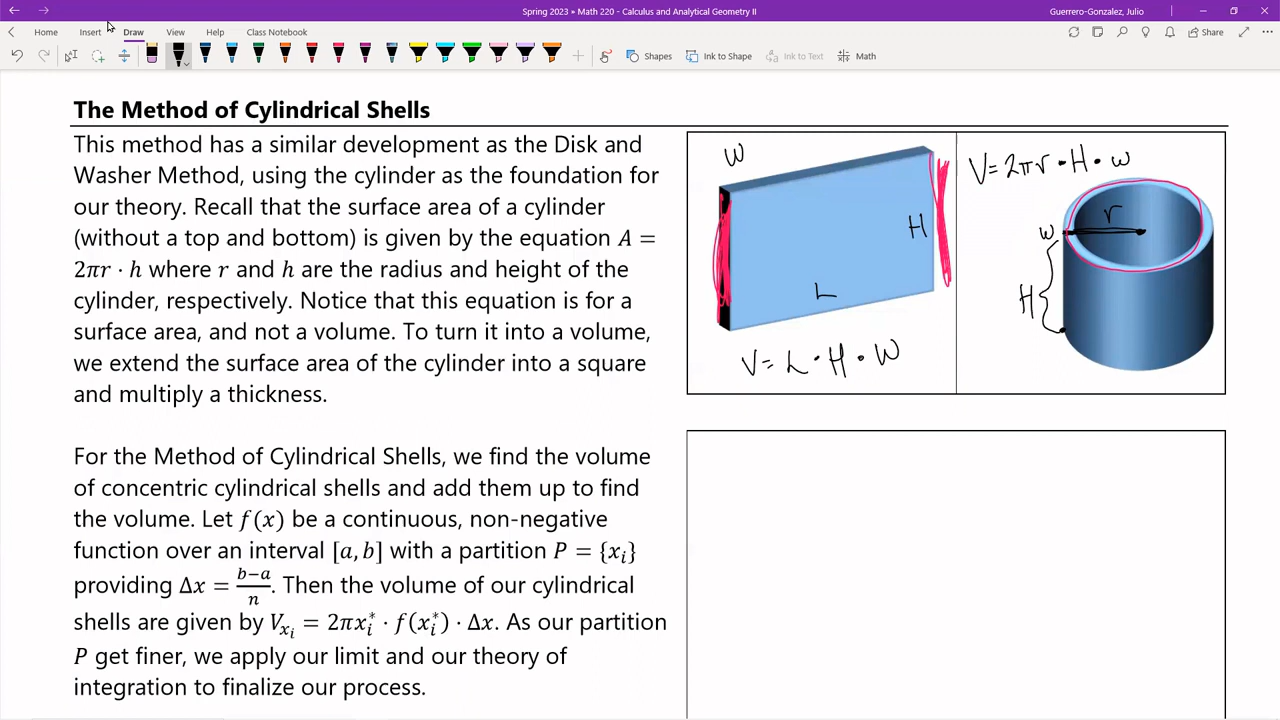 Spring 2023 » Math 220 - Calculus and Analytical Geometry II
Guerrero-Gonzalez, Julio
Home Insert Draw View Help Class Notebook
Share
Shapes Ink to Shape Ink to Text Math
The Method of Cylindrical Shells
This method has a similar development as the Disk and
Washer Method, using the cylinder as the foundation for
our theory. Recall that the surface area of a cylinder
(without a top and bottom) is given by the equation A =
2πr · h where r and h are the radius and height of the
cylinder, respectively. Notice that this equation is for a
surface area, and not a volume. To turn it into a volume,
we extend the surface area of the cylinder into a square
and multiply a thickness.
W
H
L
V = L · H · W
V = 2πr · H · w
r
w
H
For the Method of Cylindrical Shells, we find the volume
of concentric cylindrical shells and add them up to find
the volume. Let f(x) be a continuous, non-negative
function over an interval [a, b] with a partition P = {xᵢ}
providing Δx = (b−a)/n. Then the volume of our cylindrical
shells are given by V_{xᵢ} = 2πxᵢ* · f(xᵢ*) · Δx. As our partition
P get finer, we apply our limit and our theory of
integration to finalize our process.